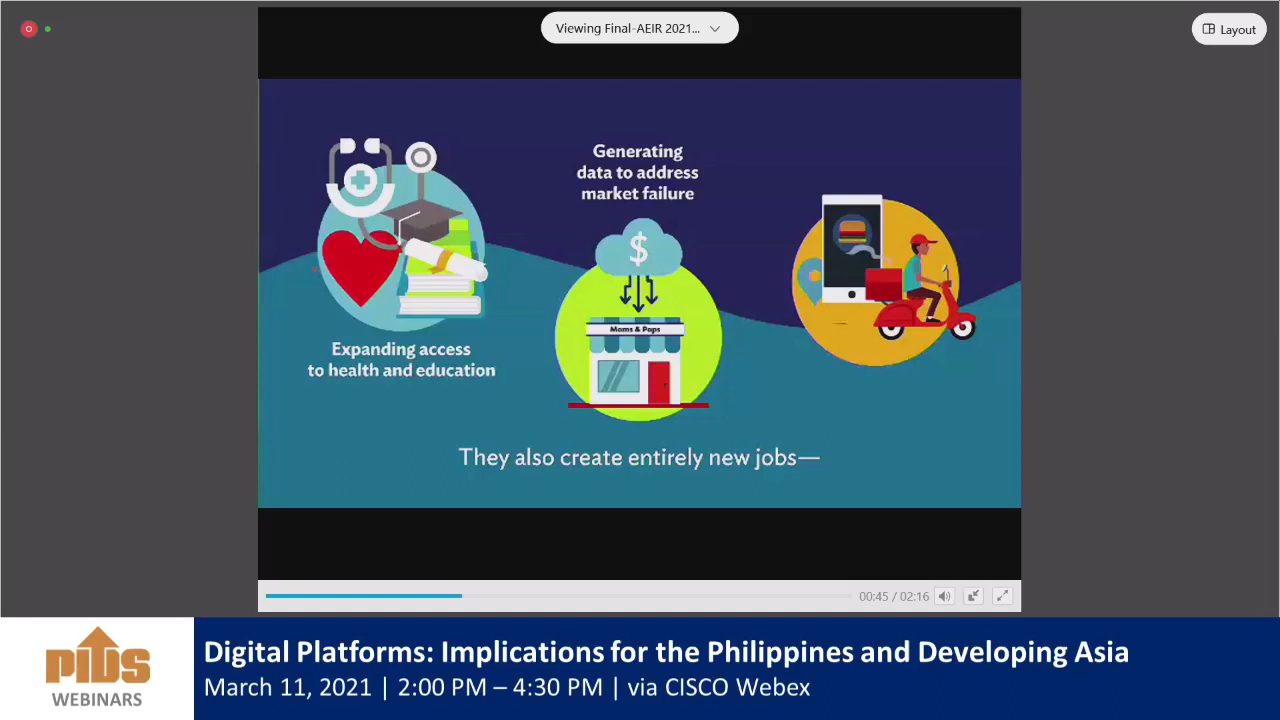 Viewing Final-AEIR 2021...
Layout
Generating
data to address
market failure
$
Moms & Pops
Expanding access
to health and education
They also create entirely new jobs—
00:45 / 02:16
pids
WEBINARS
Digital Platforms: Implications for the Philippines and Developing Asia
March 11, 2021 | 2:00 PM – 4:30 PM | via CISCO Webex